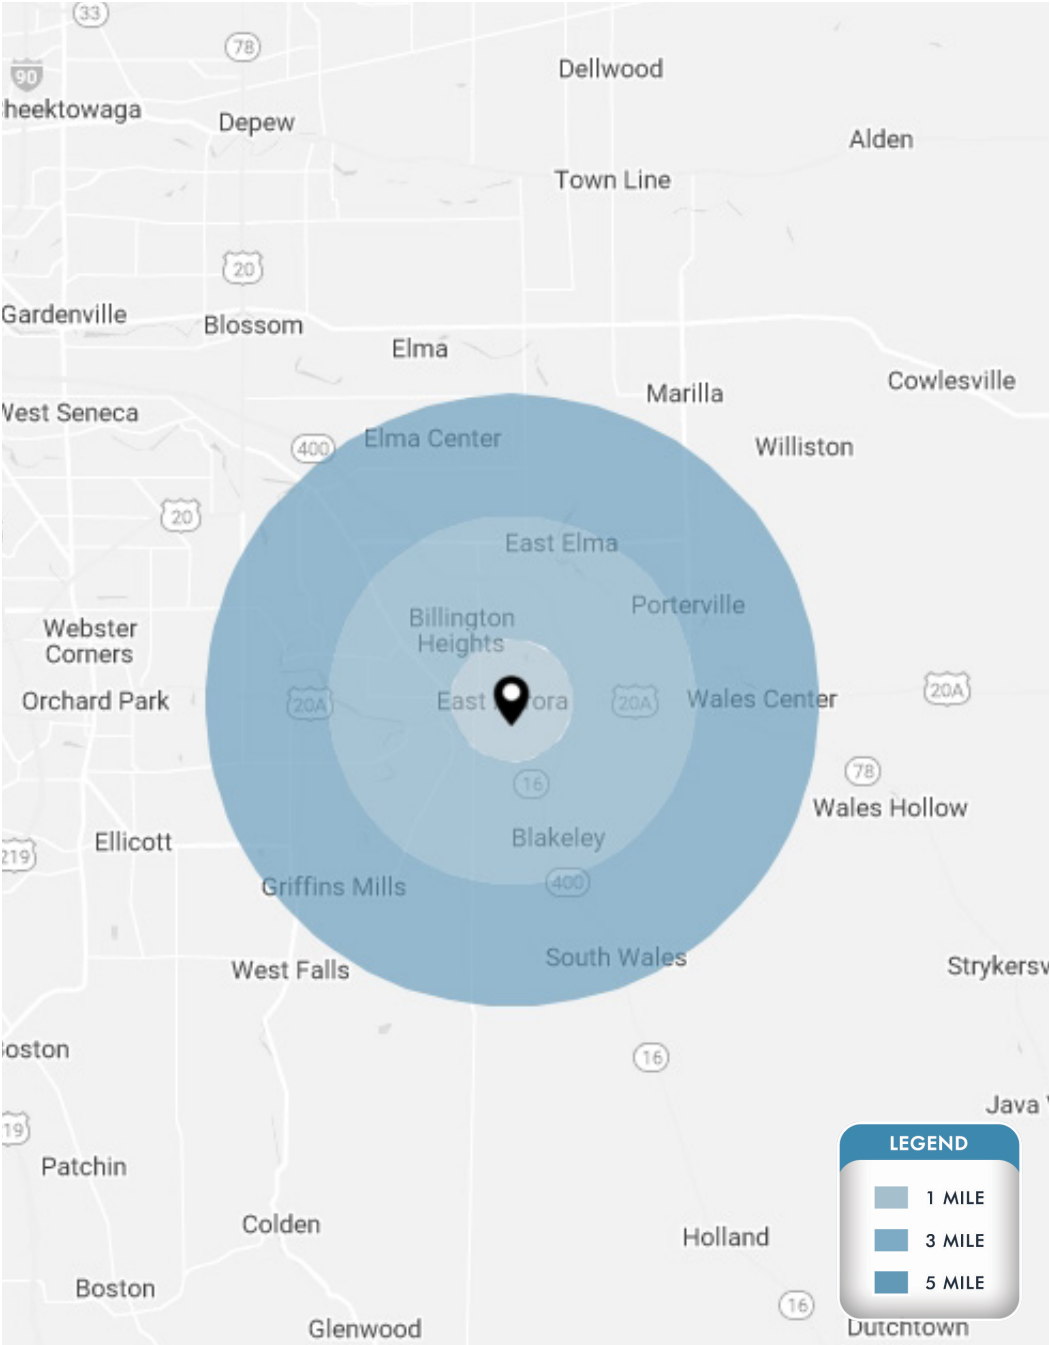 33
78
90
Dellwood
heektowaga
Depew
Alden
Town Line
20
Gardenville
Blossom
Elma
Cowlesville
Marilla
West Seneca
Elma Center
400
Williston
20
East Elma
Porterville
Billington
Heights
Webster
Corners
Orchard Park
20A
East
rora
20A
Wales Center
20A
78
16
Wales Hollow
Blakeley
Ellicott
219
400
Griffins Mills
South Wales
West Falls
Strykersv
Boston
16
Java
19
LEGEND
Patchin
1 MILE
Colden
Holland
3 MILE
5 MILE
Boston
16
Glenwood
Dutchtown